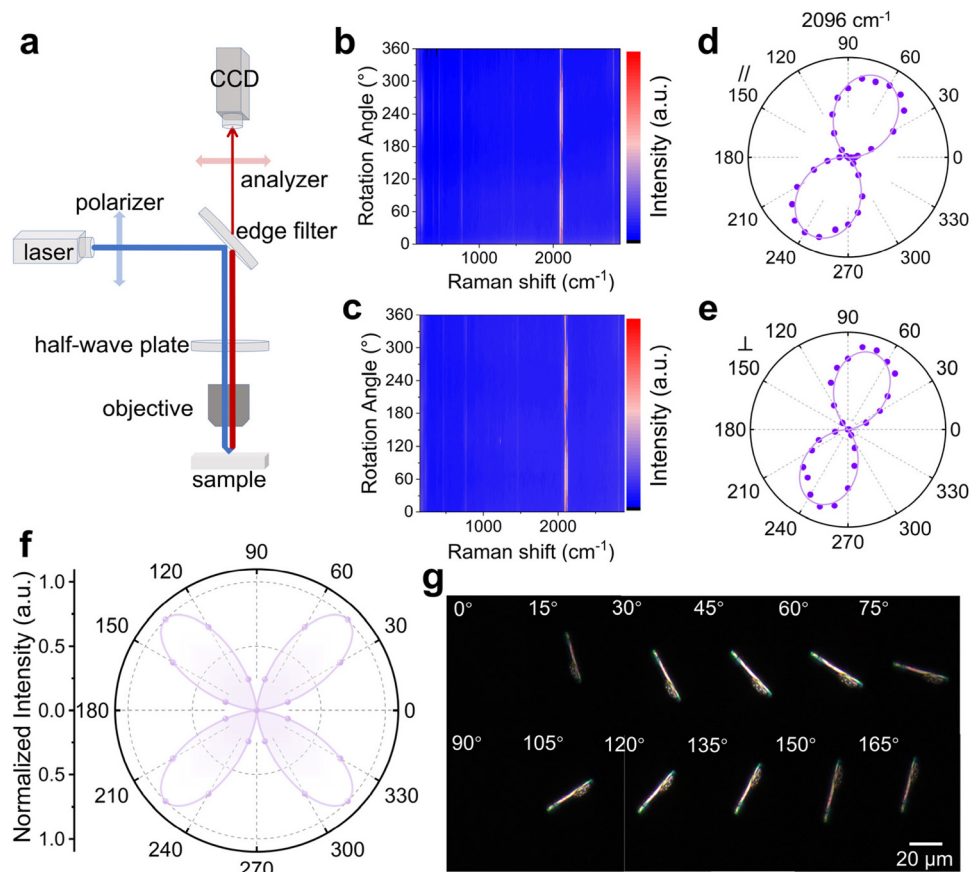 a
CCD
analyzer
polarizer
edge filter
laser
half-wave plate
objective
sample
b
Rotation Angle (°)
360
300
240
180
120
60
0
1000 2000
Raman shift (cm⁻¹)
Intensity (a.u.)
c
Rotation Angle (°)
360
300
240
180
120
60
0
1000 2000
Raman shift (cm⁻¹)
Intensity (a.u.)
d
2096 cm⁻¹
//
90
120 60
150 30
180 0
210 330
240 300
270
e
⊥
90
120 60
150 30
180 0
210 330
240 300
270
f
Normalized Intensity (a.u.)
1.0
0.5
0.0
0.5
1.0
90
120 60
150 30
180 0
210 330
240 300
270
g
0° 15° 30° 45° 60° 75°
90° 105° 120° 135° 150° 165°
20 µm